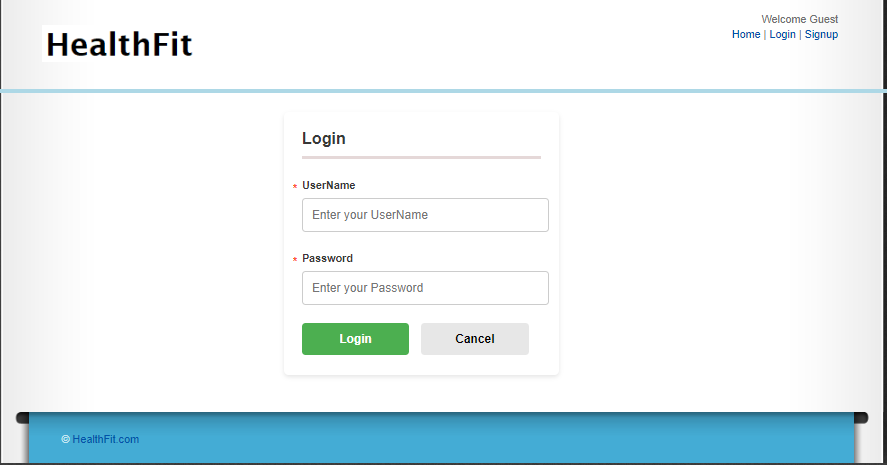 Welcome Guest
HealthFit
Home | Login | Signup
Login
* UserName
Enter your UserName
* Password
Enter your Password
Login Cancel
© HealthFit.com